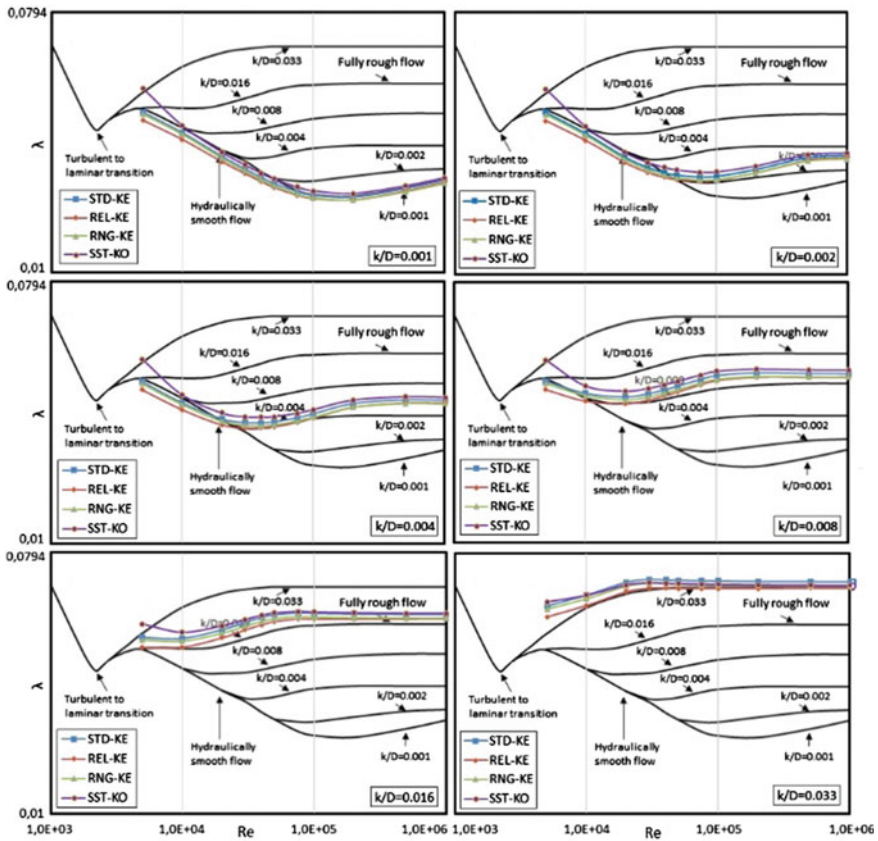 0,0794
k/D=0.033
Fully rough flow
k/D=0.016
k/D=0.008
k/D=0.004
λ
Turbulent to
laminar transition
k/D=0.002
STD-KE
REL-KE
RNG-KE
SST-KO
Hydraulically
smooth flow
k/D=0.001
0,01
k/D=0.001
k/D=0.033
Fully rough flow
k/D=0.016
k/D=0.008
k/D=0.004
Turbulent to
laminar transition
STD-KE
REL-KE
RNG-KE
SST-KO
Hydraulically
smooth flow
k/D=0.001
k/D=0.002
0,0794
k/D=0.033
Fully rough flow
k/D=0.016
k/D=0.008
k/D=0.004
λ
Turbulent to
laminar transition
k/D=0.002
STD-KE
REL-KE
RNG-KE
SST-KO
Hydraulically
smooth flow
k/D=0.001
0,01
k/D=0.004
k/D=0.033
Fully rough flow
k/D=0.016
k/D=0.008
k/D=0.004
Turbulent to
laminar transition
k/D=0.002
STD-KE
REL-KE
RNG-KE
SST-KO
Hydraulically
smooth flow
k/D=0.001
k/D=0.008
0,0794
k/D=0.033
Fully rough flow
k/D=0.008
k/D=0.004
λ
Turbulent to
laminar transition
k/D=0.002
STD-KE
REL-KE
RNG-KE
SST-KO
Hydraulically
smooth flow
k/D=0.001
0,01
k/D=0.016
k/D=0.033
Fully rough flow
k/D=0.016
k/D=0.008
k/D=0.004
Turbulent to
laminar transition
k/D=0.002
STD-KE
REL-KE
RNG-KE
SST-KO
Hydraulically
smooth flow
k/D=0.001
k/D=0.033
1,0E+03
1,0E+04
Re
1,0E+05
1,0E+06
1,0E+03
1,0E+04
Re
1,0E+05
1,0E+06